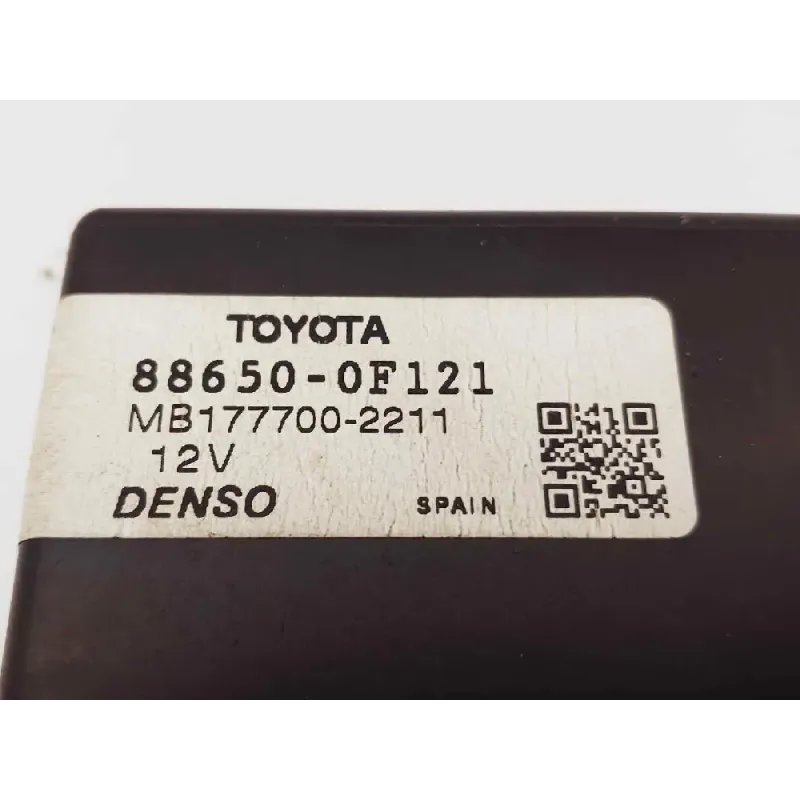 TOYOTA
88650-0F121
MB177700-2211
12V
DENSO SPAIN